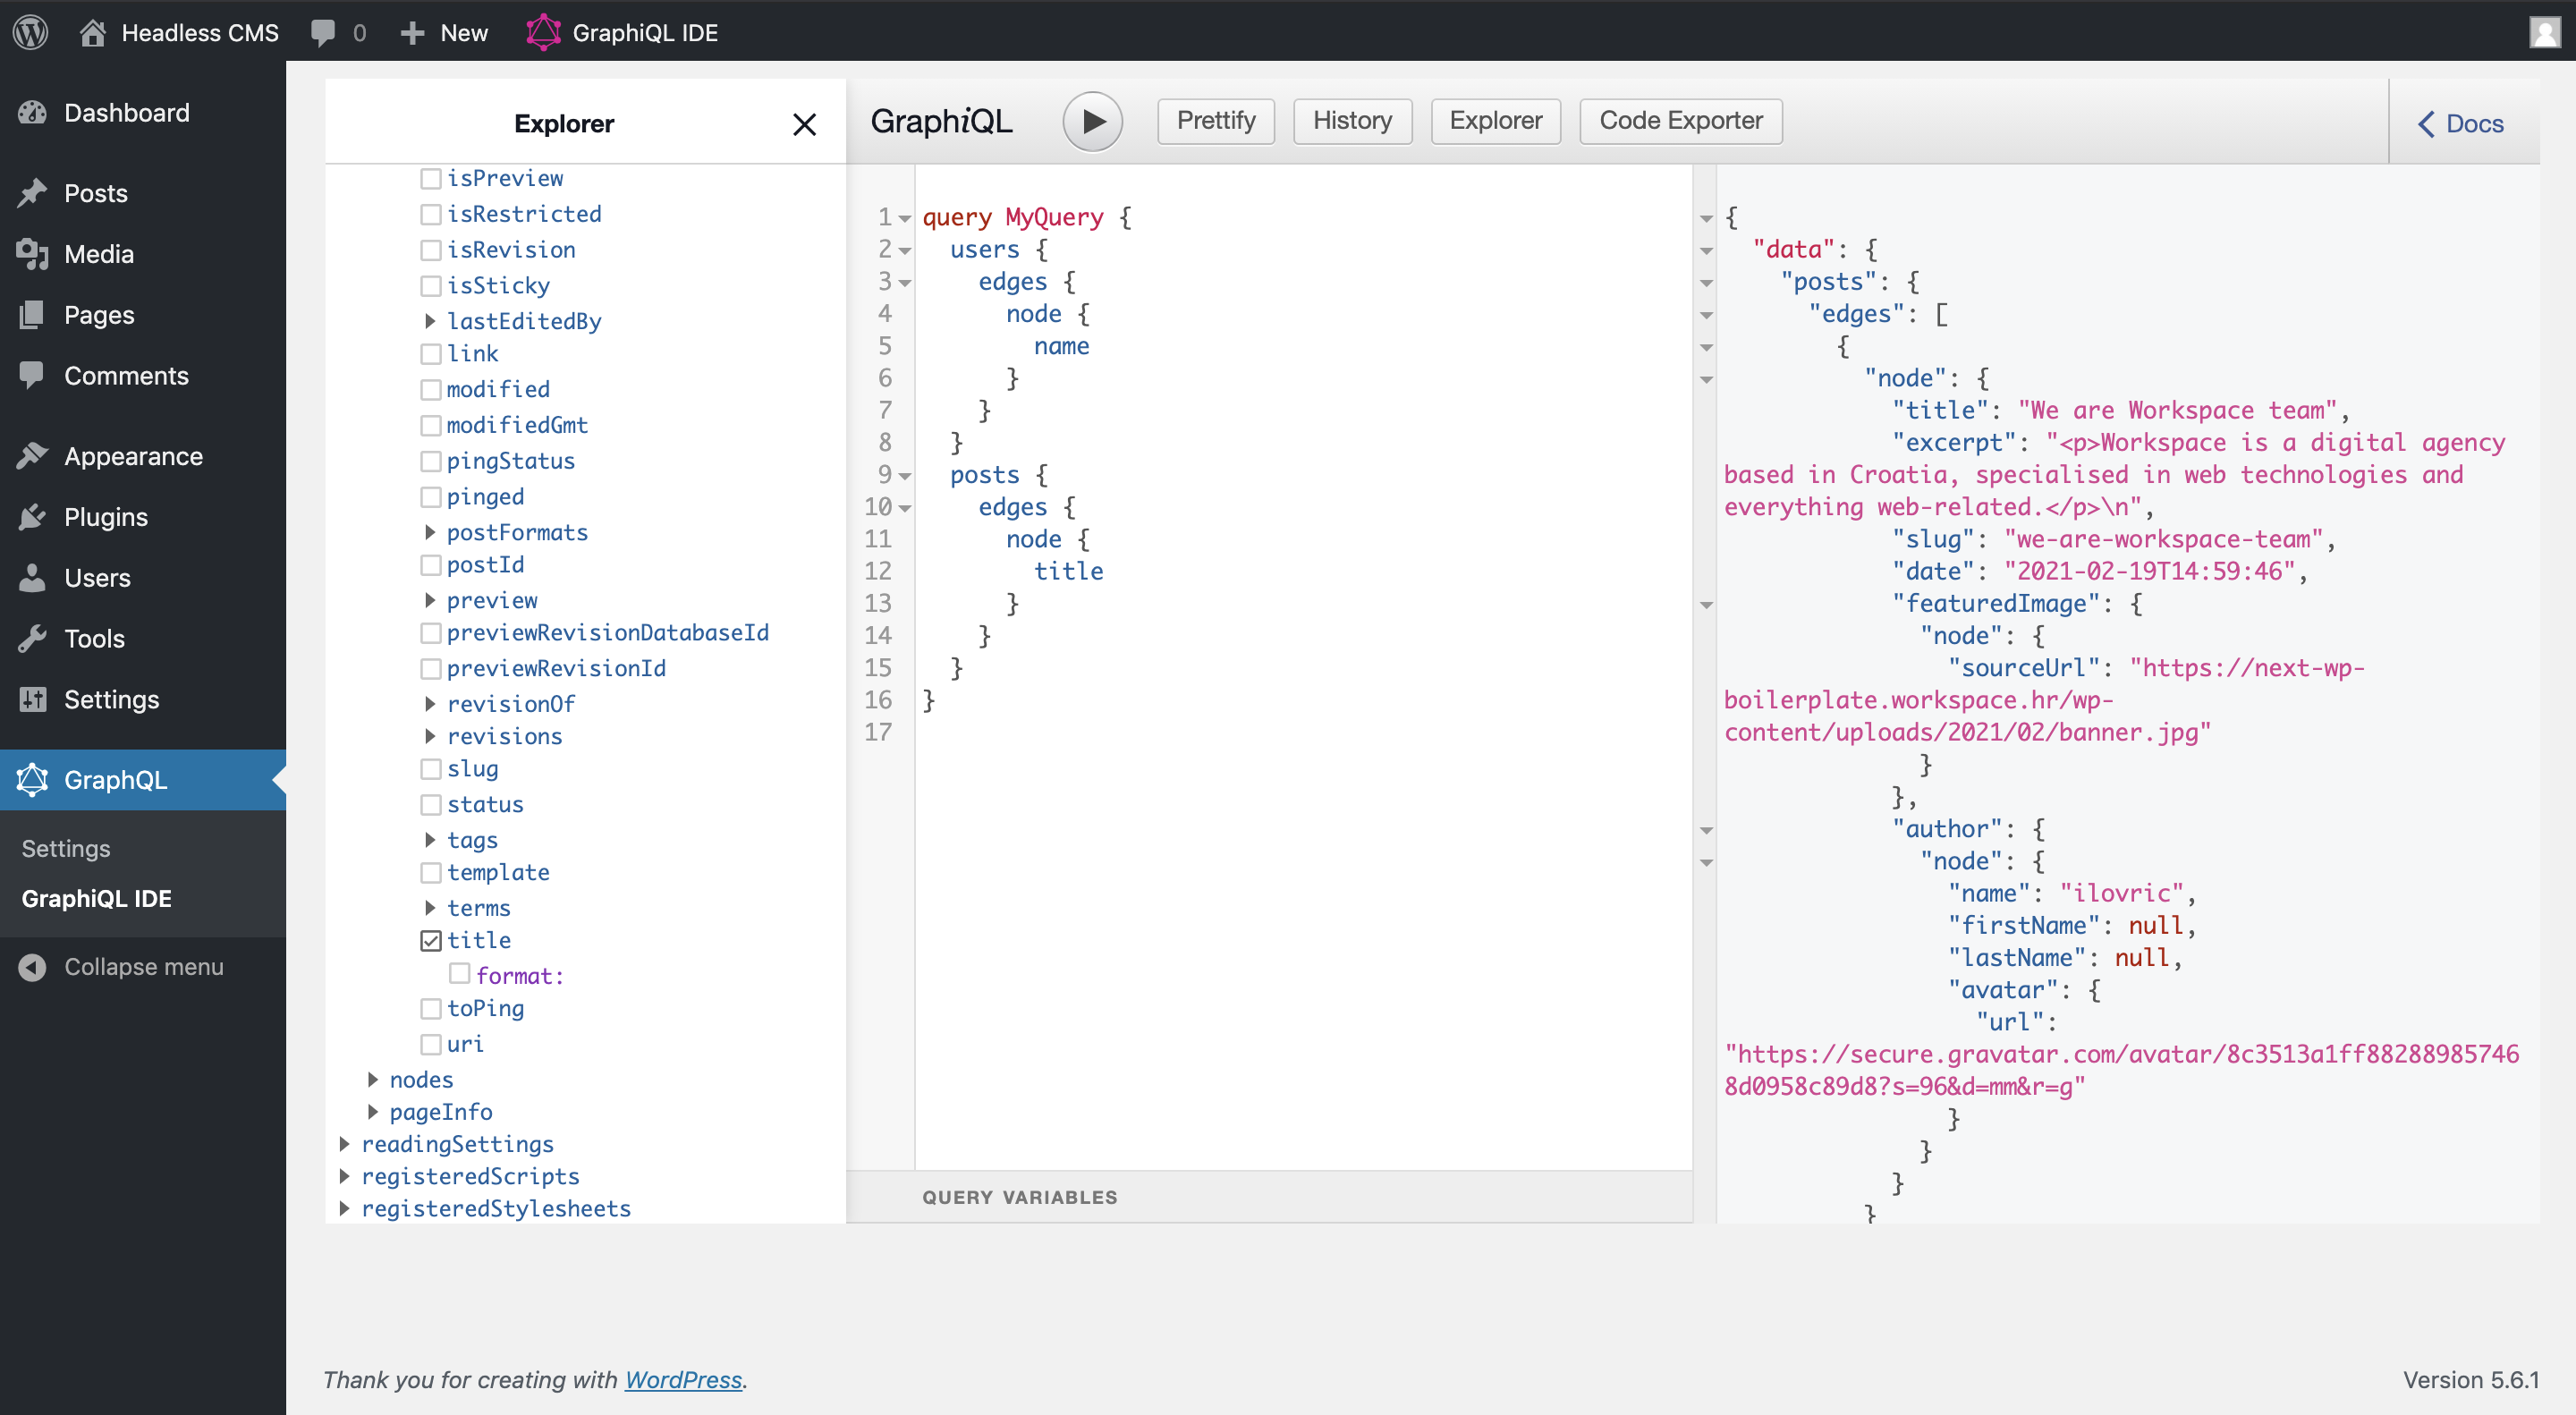 Headless CMS 0 New GraphiQL IDE
Dashboard
Posts
Media
Pages
Comments
Appearance
Plugins
Users
Tools
Settings
GraphQL
Settings
GraphiQL IDE
Collapse menu
Explorer
isPreview
isRestricted
isRevision
isSticky
lastEditedBy
link
modified
modifiedGmt
pingStatus
pinged
postFormats
postId
preview
previewRevisionDatabaseId
previewRevisionId
revisionOf
revisions
slug
status
tags
template
terms
title
format:
toPing
uri
nodes
pageInfo
readingSettings
registeredScripts
registeredStylesheets
GraphiQL Prettify History Explorer Code Exporter Docs
1 query MyQuery {
2 users {
3 edges {
4 node {
5 name
6 }
7 }
8 }
9 posts {
10 edges {
11 node {
12 title
13 }
14 }
15 }
16 }
17
QUERY VARIABLES
{
"data": {
"posts": {
"edges": [
{
"node": {
"title": "We are Workspace team",
"excerpt": "<p>Workspace is a digital agency
based in Croatia, specialised in web technologies and
everything web-related.</p>\n",
"slug": "we-are-workspace-team",
"date": "2021-02-19T14:59:46",
"featuredImage": {
"node": {
"sourceUrl": "https://next-wp-
boilerplate.workspace.hr/wp-
content/uploads/2021/02/banner.jpg"
}
},
"author": {
"node": {
"name": "ilovric",
"firstName": null,
"lastName": null,
"avatar": {
"url":
"https://secure.gravatar.com/avatar/8c3513a1ff88288985746
8d0958c89d8?s=96&d=mm&r=g"
}
}
}
}
Thank you for creating with WordPress.
Version 5.6.1